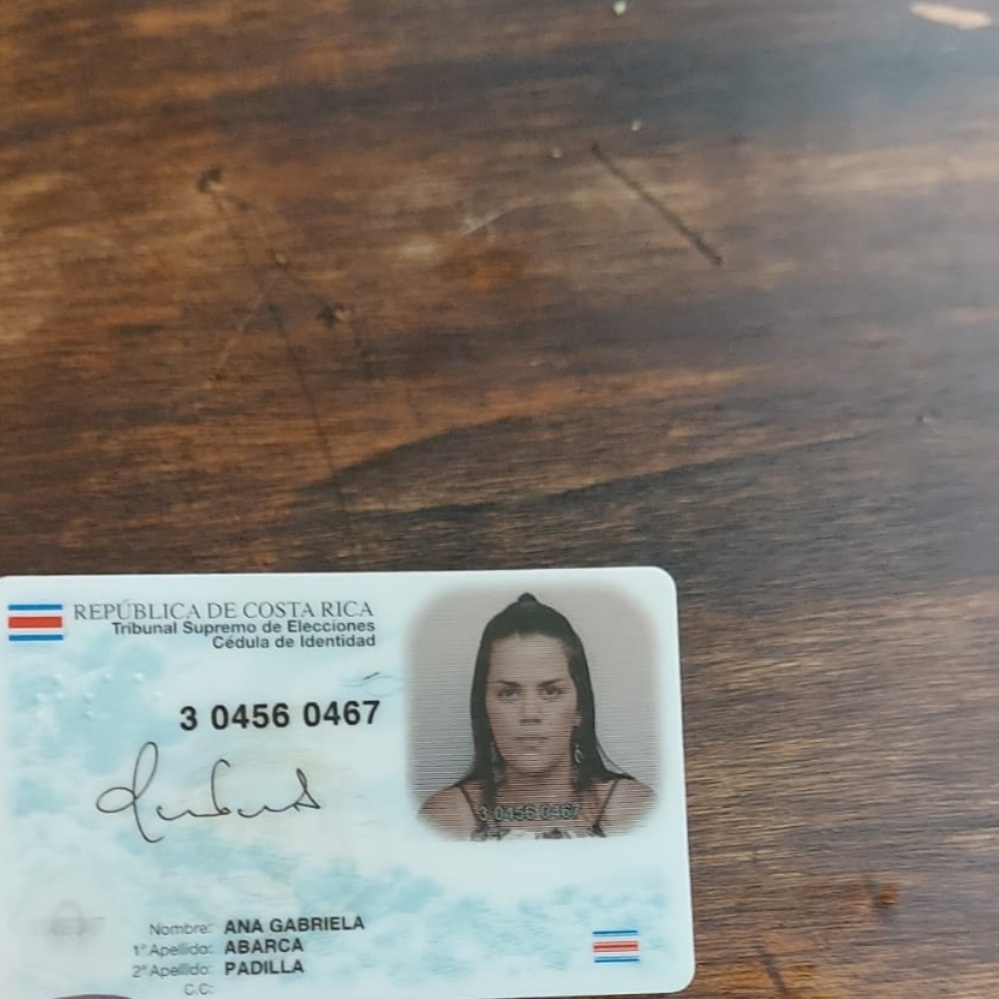 REPÚBLICA DE COSTA RICA
Tribunal Supremo de Elecciones
Cédula de Identidad
3 0456 0467
3 0456 0467
Nombre: ANA GABRIELA
1° Apellido: ABARCA
2° Apellido: PADILLA
C.C: